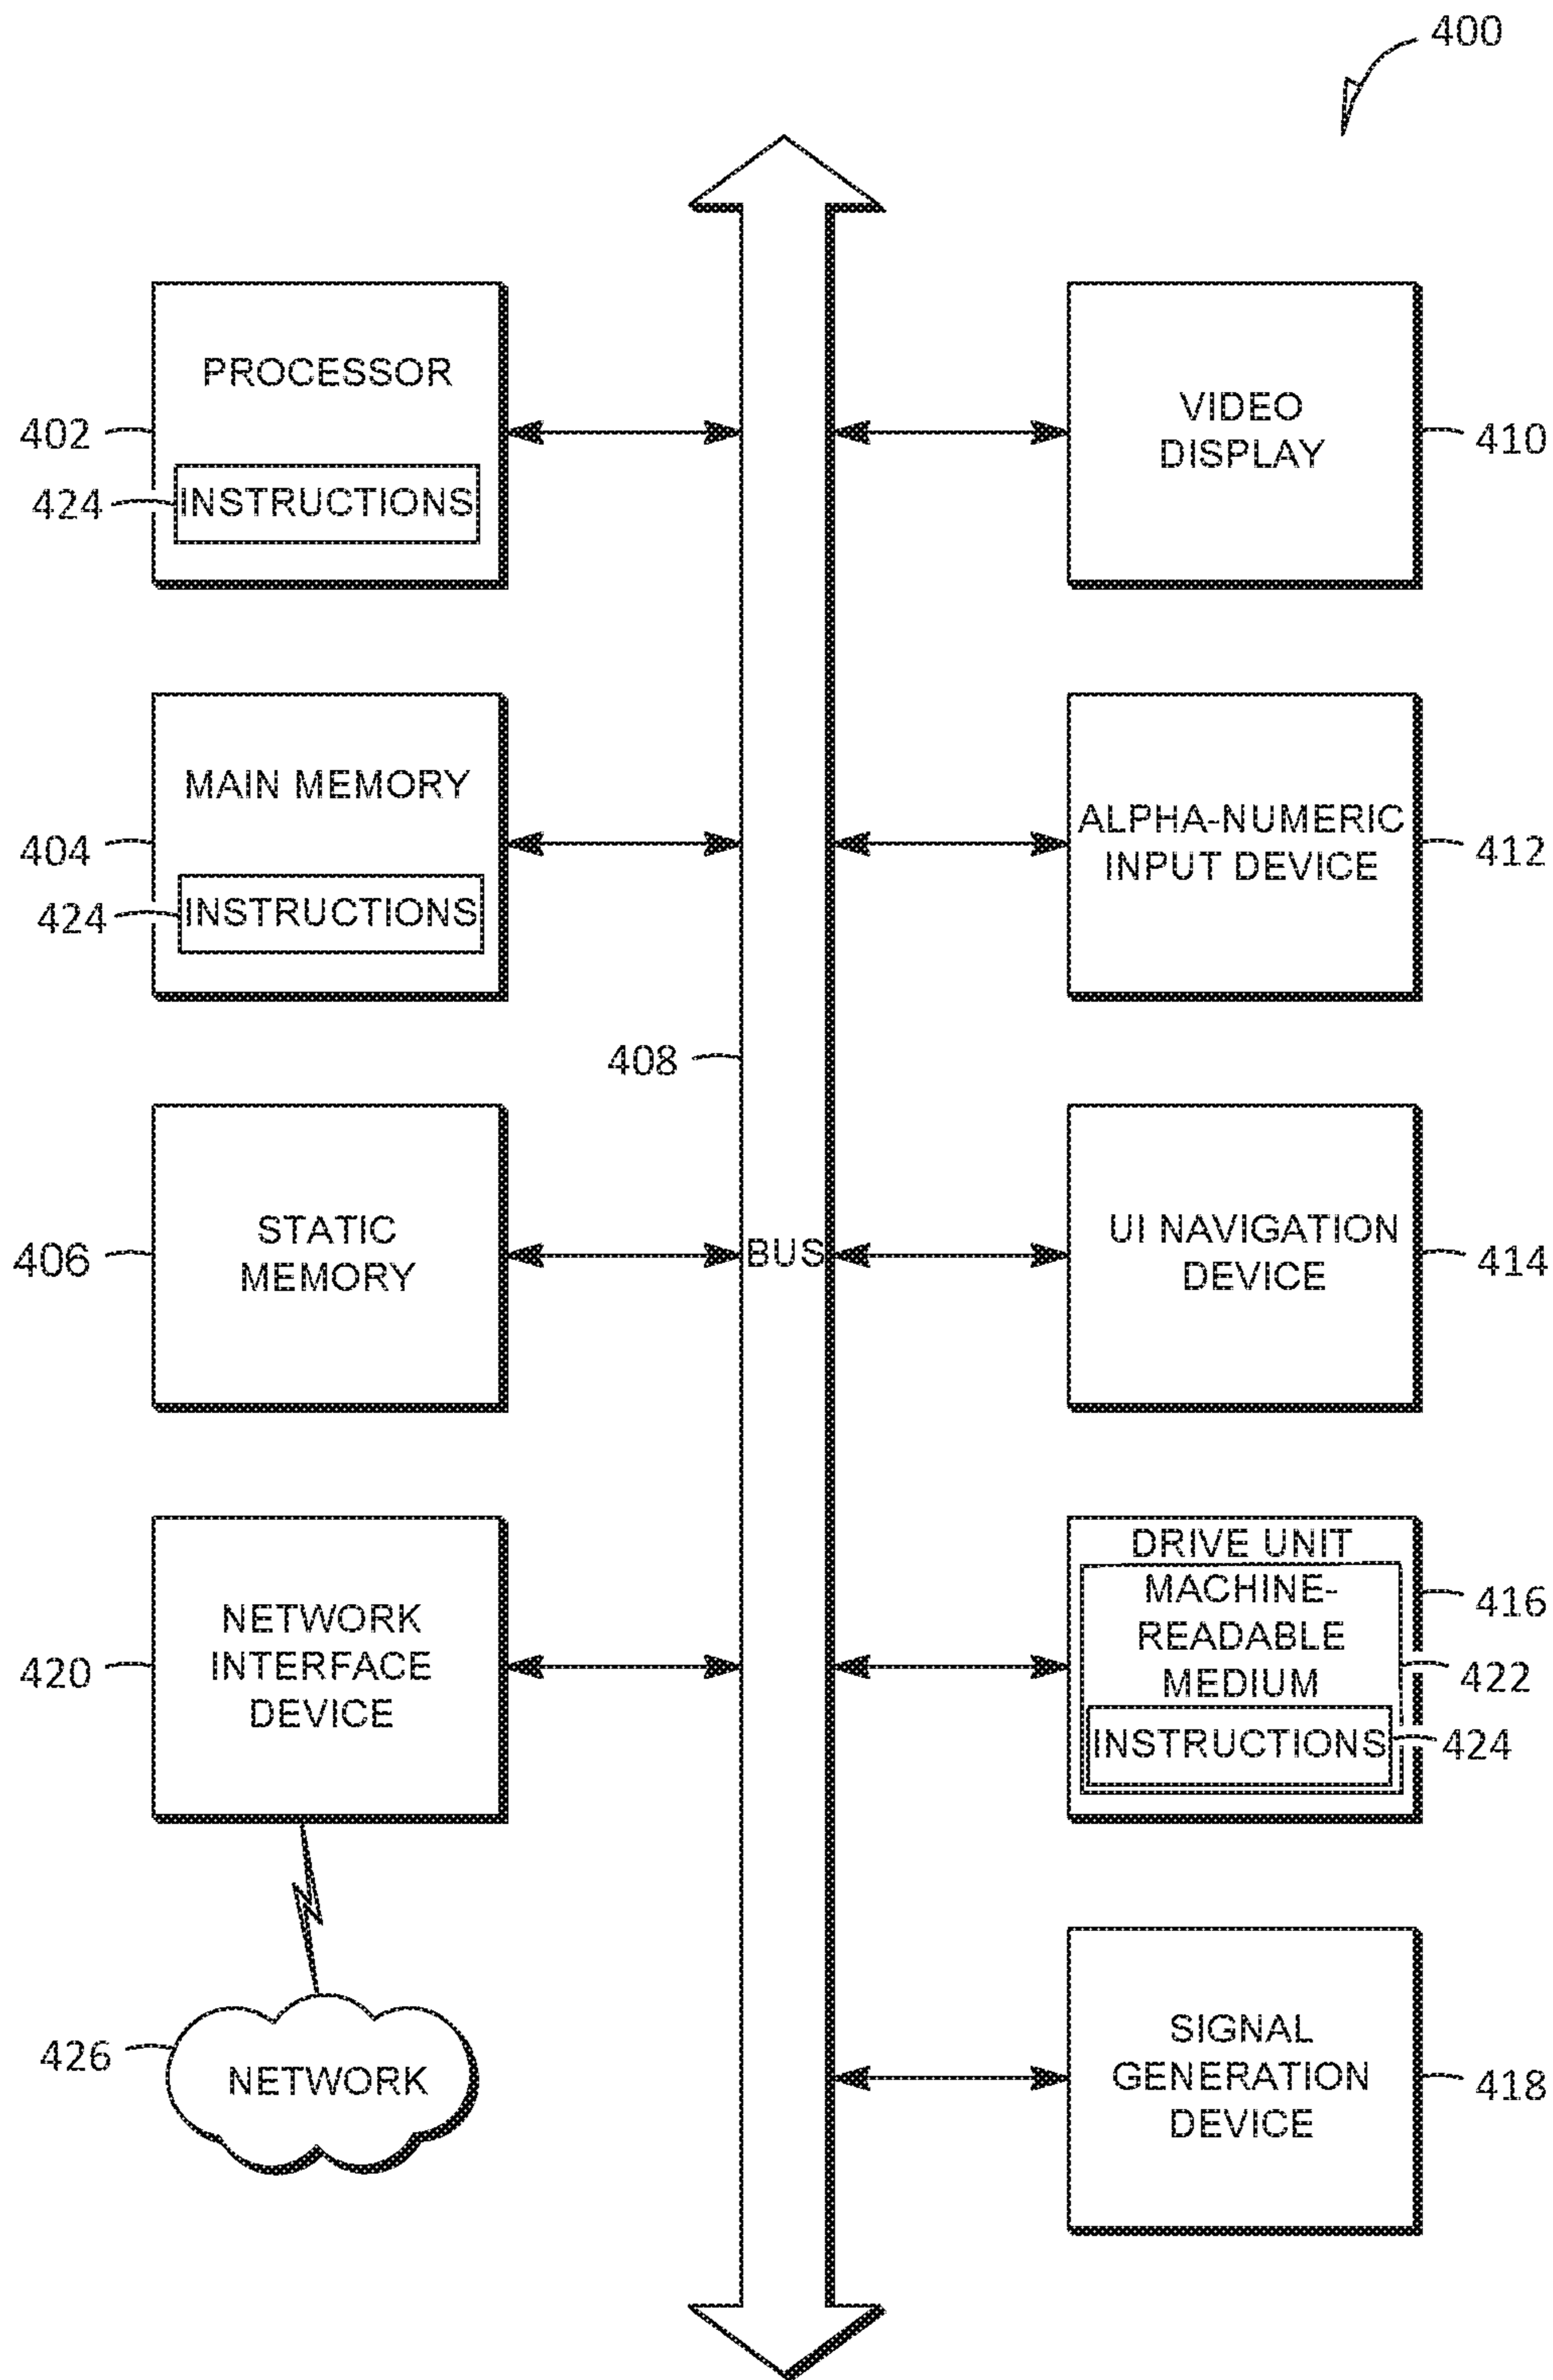 400
PROCESSOR
402
424
INSTRUCTIONS
VIDEO
DISPLAY
410
MAIN MEMORY
404
424
INSTRUCTIONS
ALPHA-NUMERIC
INPUT DEVICE
412
408
STATIC
MEMORY
406
BUS
UI NAVIGATION
DEVICE
414
NETWORK
INTERFACE
DEVICE
420
DRIVE UNIT
MACHINE-
READABLE
MEDIUM
INSTRUCTIONS
416
422
424
426
NETWORK
SIGNAL
GENERATION
DEVICE
418